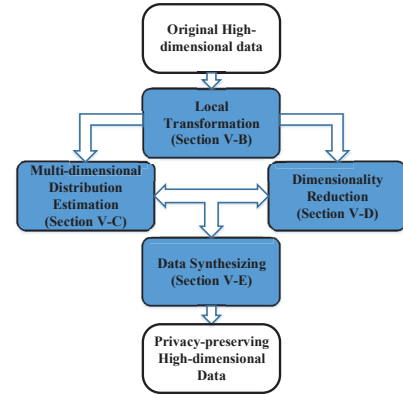 Original High-
dimensional data
Local
Transformation
(Section V-B)
Multi-dimensional
Distribution
Estimation
(Section V-C)
Dimensionality
Reduction
(Section V-D)
Data Synthesizing
(Section V-E)
Privacy-preserving
High-dimensional
Data